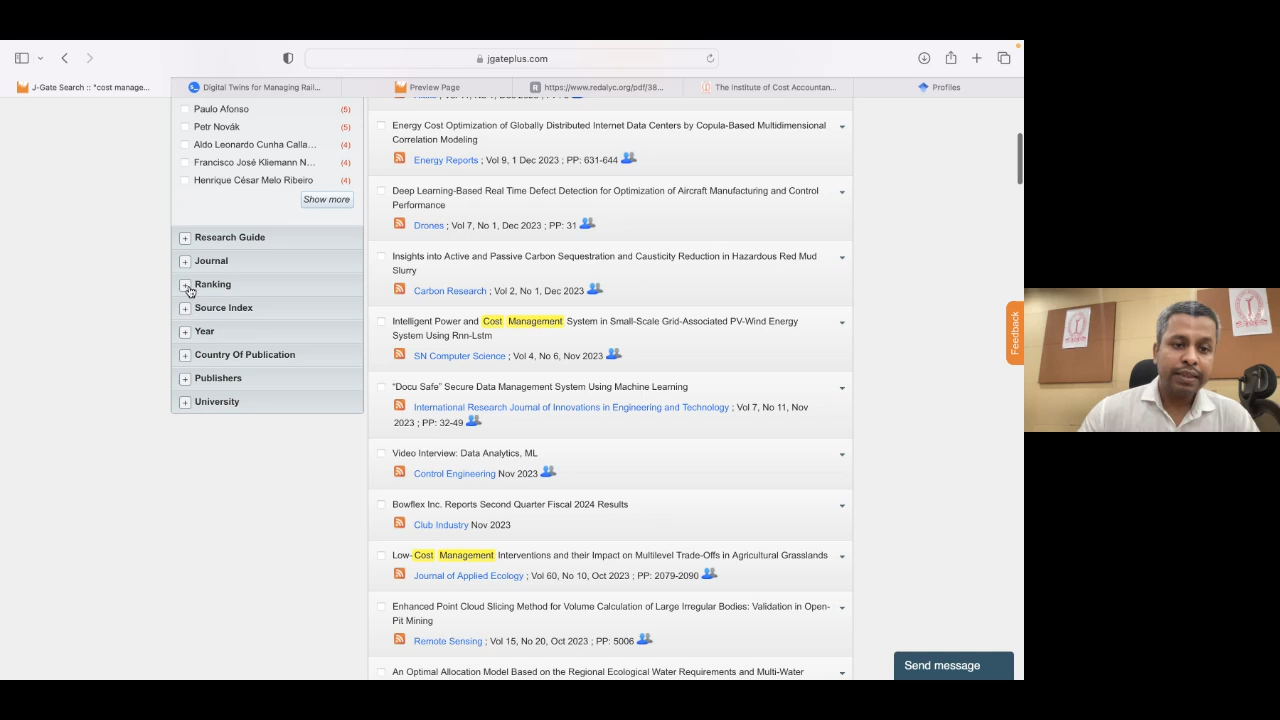 jgateplus.com
J-Gate Search :: "cost manage...
Digital Twins for Managing Rail...
Preview Page
https://www.redalyc.org/pdf/38...
The Institute of Cost Accountan...
Profiles
Paulo Afonso (5)
Petr Novák (5)
Aldo Leonardo Cunha Calla... (4)
Francisco José Kliemann N... (4)
Henrique César Melo Ribeiro (4)
Show more
Research Guide
Journal
Ranking
Source Index
Year
Country Of Publication
Publishers
University
Energy Cost Optimization of Globally Distributed Internet Data Centers by Copula-Based Multidimensional
Correlation Modeling
Energy Reports ; Vol 9, 1 Dec 2023 ; PP: 631-644
Deep Learning-Based Real Time Defect Detection for Optimization of Aircraft Manufacturing and Control
Performance
Drones ; Vol 7, No 1, Dec 2023 ; PP: 31
Insights into Active and Passive Carbon Sequestration and Causticity Reduction in Hazardous Red Mud
Slurry
Carbon Research ; Vol 2, No 1, Dec 2023
Intelligent Power and Cost Management System in Small-Scale Grid-Associated PV-Wind Energy
System Using Rnn-Lstm
SN Computer Science ; Vol 4, No 6, Nov 2023
“Docu Safe” Secure Data Management System Using Machine Learning
International Research Journal of Innovations in Engineering and Technology ; Vol 7, No 11, Nov
2023 ; PP: 32-49
Video Interview: Data Analytics, ML
Control Engineering Nov 2023
Bowflex Inc. Reports Second Quarter Fiscal 2024 Results
Club Industry Nov 2023
Low-Cost Management Interventions and their Impact on Multilevel Trade-Offs in Agricultural Grasslands
Journal of Applied Ecology ; Vol 60, No 10, Oct 2023 ; PP: 2079-2090
Enhanced Point Cloud Slicing Method for Volume Calculation of Large Irregular Bodies: Validation in Open-
Pit Mining
Remote Sensing ; Vol 15, No 20, Oct 2023 ; PP: 5006
An Optimal Allocation Model Based on the Regional Ecological Water Requirements and Multi-Water
Feedback
Send message